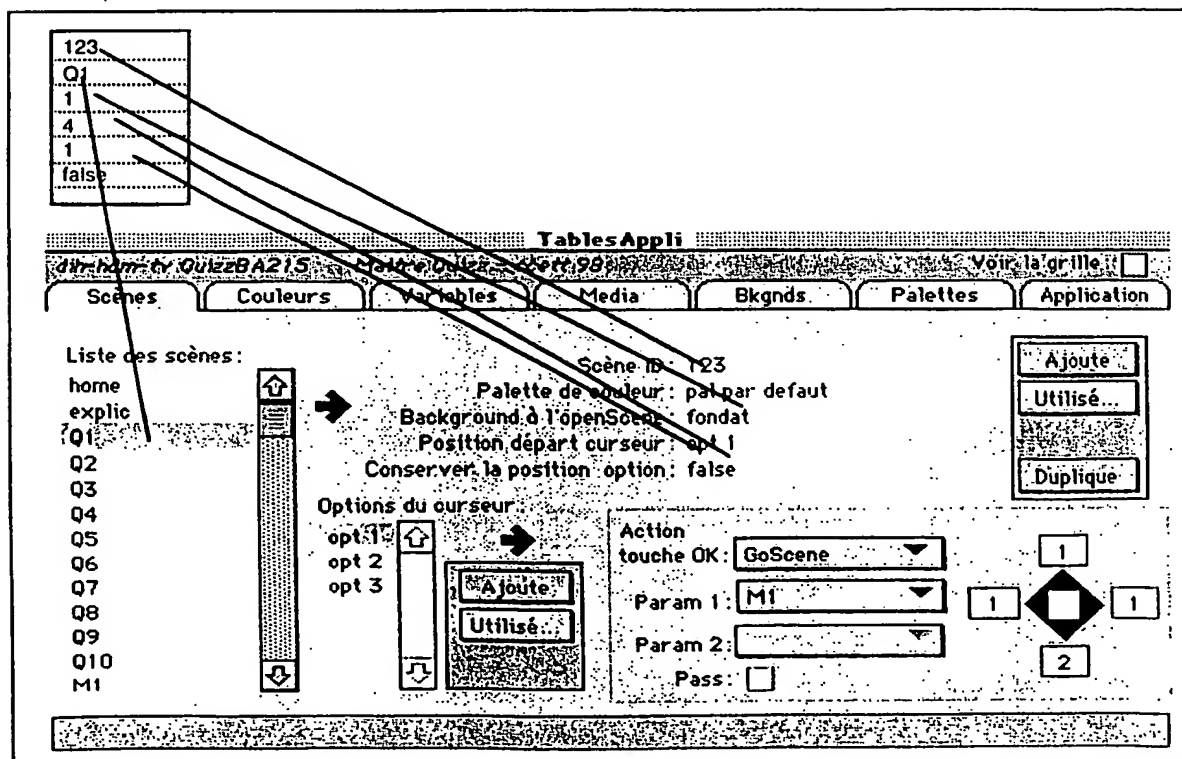 123
Q1
1
4
1
false
TablesAppli
QuizzBA215
98
Voir la grille
Scènes Couleurs Variables Media Bkgnds Palettes Application
Liste des scènes:
home
explic
Q1
Q2
Q3
Q4
Q5
Q6
Q7
Q8
Q9
Q10
M1
Scène ID: 123
Palette de couleur: pal par defaut
Background à l'openScene: fondat
Position départ curseur: opt 1
Conserver la position option: false
Ajoute
Utilisé...
Duplique
Options du curseur:
opt 1
opt 2
opt 3
Ajoute
Utilisé...
Action
touche OK: GoScene
Param 1: M1
Param 2:
Pass:
1
1 1
2